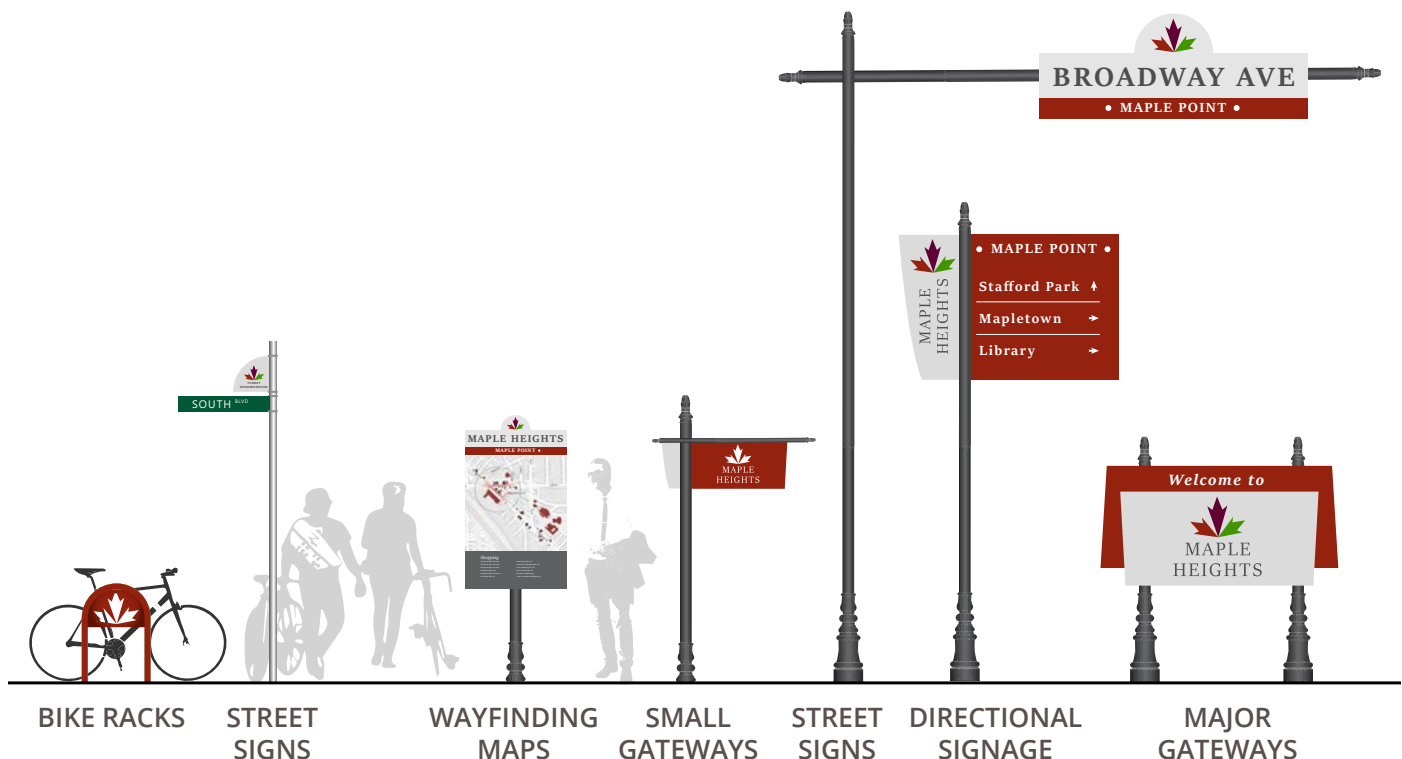 BROADWAY AVE
• MAPLE POINT •
MAPLE
HEIGHTS
• MAPLE POINT •
Stafford Park
Mapletown
Library
SOUTH BLVD
MAPLE HEIGHTS
MAPLE POINT •
Shopping
MAPLE
HEIGHTS
Welcome to
MAPLE
HEIGHTS
BIKE RACKS
STREET
SIGNS
WAYFINDING
MAPS
SMALL
GATEWAYS
STREET
SIGNS
DIRECTIONAL
SIGNAGE
MAJOR
GATEWAYS